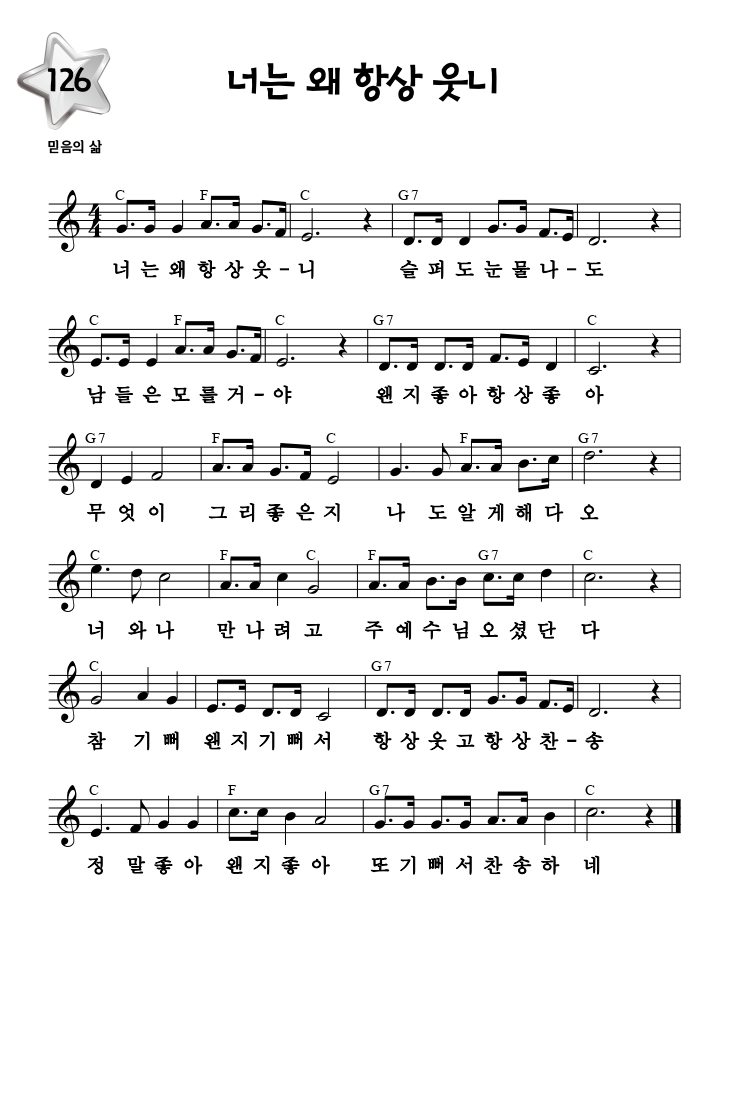 126
너는 왜 항상 웃니
믿음의 삶
C F C G7
4
4
너 는 왜 항 상 웃 - 니 슬 퍼 도 눈 물 나 - 도
C F C G7 C
남 들 은 모 를 거 - 야 왠 지 좋 아 항 상 좋 아
G7 F C F G7
무 엇 이 그 리 좋 은 지 나 도 알 게 해 다 오
C F C F G7 C
너 와 나 만 나 려 고 주 예 수 님 오 셨 단 다
C G7
참 기 뻐 왠 지 기 뻐 서 항 상 웃 고 항 상 찬 - 송
C F G7 C
정 말 좋 아 왠 지 좋 아 또 기 뻐 서 찬 송 하 네